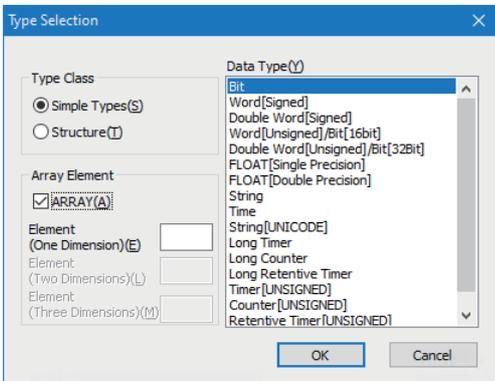 Type Selection
Type Class
Simple Types(S)
Structure(T)
Array Element
ARRAY(A)
Element
(One Dimension)(E)
Element
(Two Dimensions)(L)
Element
(Three Dimensions)(M)
Data Type(Y)
Bit
Word[Signed]
Double Word[Signed]
Word[Unsigned]/Bit[16bit]
Double Word[Unsigned]/Bit[32Bit]
FLOAT[Single Precision]
FLOAT[Double Precision]
String
Time
String[UNICODE]
Long Timer
Long Counter
Long Retentive Timer
Timer[UNSIGNED]
Counter[UNSIGNED]
Retentive Timer[UNSIGNED]
OK
Cancel